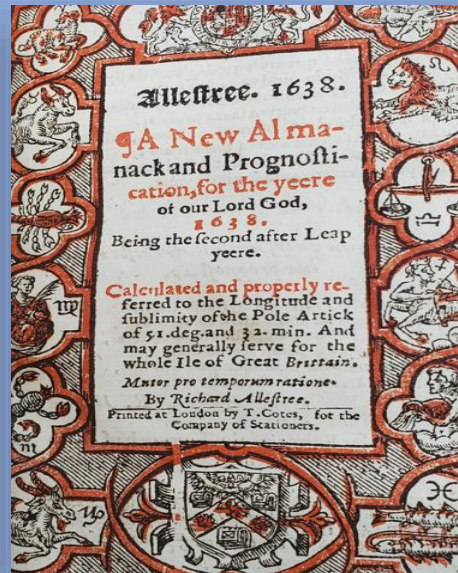 Allestree. 1638.
¶A New Alma-
nack and Prognosti-
cation, for the yeere
of our Lord God,
1638.
Being the second after Leap
yeere.
Calculated and properly re-
ferred to the Longitude and
sublimity of the Pole Artick
of 51. deg. and 32. min. And
may generally serve for the
whole Ile of Great Brittain.
Mutor pro temporum ratione.
By Richard Allestree.
Printed at London by T. Cotes, for the
Company of Stationers.